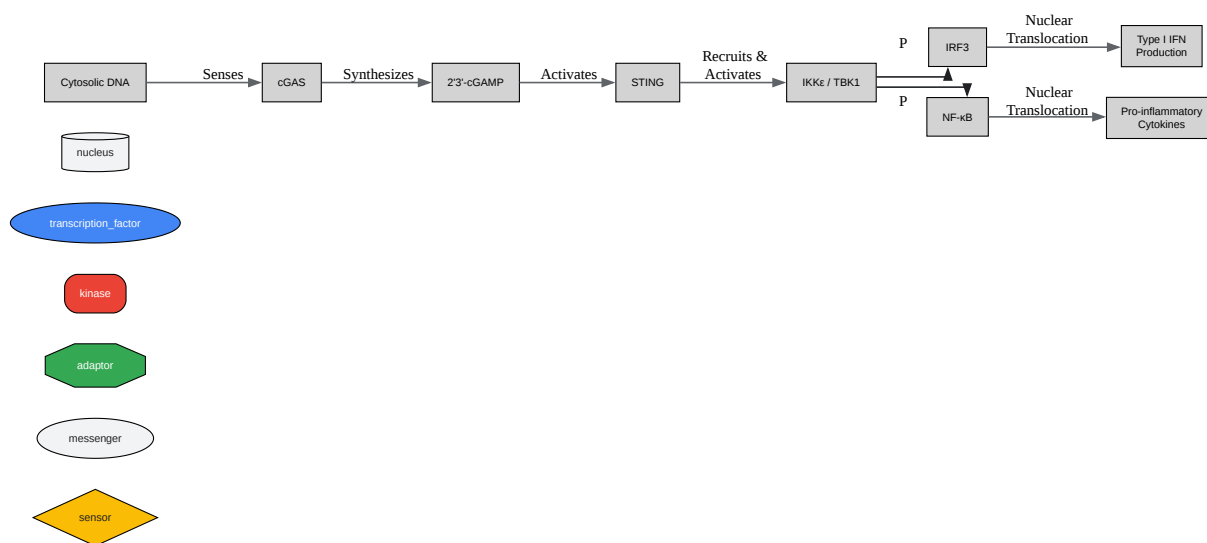 Cytosolic DNA
Senses
cGAS
Synthesizes
2'3'-cGAMP
Activates
STING
Recruits &
Activates
IKKε / TBK1
P
P
IRF3
Nuclear
Translocation
Type I IFN
Production
NF-κB
Nuclear
Translocation
Pro-inflammatory
Cytokines
nucleus
transcription_factor
kinase
adaptor
messenger
sensor